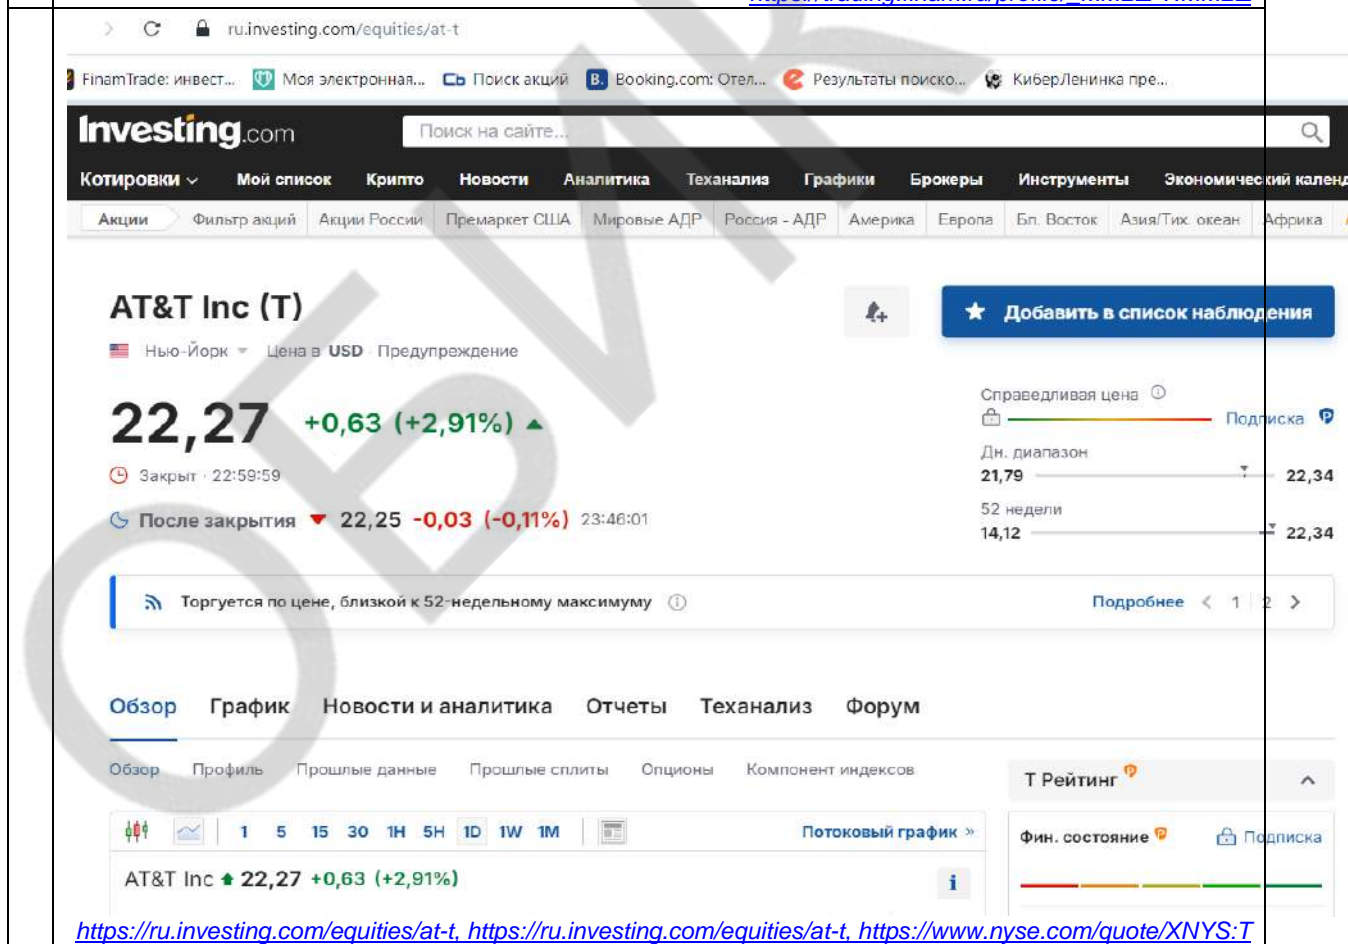 ru.investing.com/equities/at-t
FinamTrade: инвест... Моя электронная... Сь Поиск акций B. Booking.com: Отел... Результаты поиско... КиберЛенинка пре...
Investing.com Поиск на сайте...
Котировки Мой список Крипто Новости Аналитика Теханализ Графики Брокеры Инструменты Экономический календ
Акции Фильтр акций Акции России Премаркет США Мировые АДР Россия - АДР Америка Европа Бл. Восток Азия/Тих. океан Африка
AT&T Inc (T)
Добавить в список наблюдения
Нью-Йорк Цена в USD · Предупреждение
Справедливая цена
22,27 +0,63 (+2,91%)
Подписка
Дн. диапазон
Закрыт · 22:59:59
21,79 22,34
52 недели
После закрытия 22,25 -0,03 (-0,11%) 23:46:01
14,12 22,34
Торгуется по цене, близкой к 52-недельному максимуму Подробнее < 1 2 >
Обзор График Новости и аналитика Отчеты Теханализ Форум
Обзор Профиль Прошлые данные Прошлые сплиты Опционы Компонент индексов
Т Рейтинг
1 5 15 30 1H 5H 1D 1W 1M Потоковый график »
Фин. состояние Подписка
AT&T Inc 22,27 +0,63 (+2,91%)
https://ru.investing.com/equities/at-t, https://ru.investing.com/equities/at-t, https://www.nyse.com/quote/XNYS:T
ОБИК